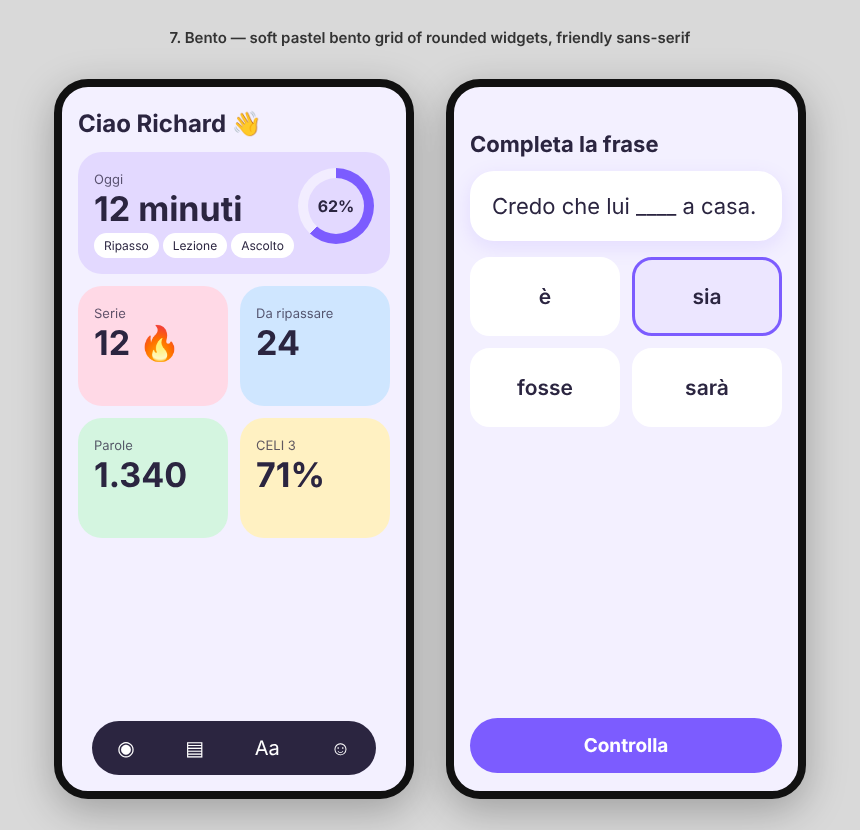 7. Bento — soft pastel bento grid of rounded widgets, friendly sans-serif
Ciao Richard 👋
Oggi
12 minuti
62%
Ripasso Lezione Ascolto
Serie
12 🔥
Da ripassare
24
Parole
1.340
CELI 3
71%
Aa
Completa la frase
Credo che lui ____ a casa.
è
sia
fosse
sarà
Controlla